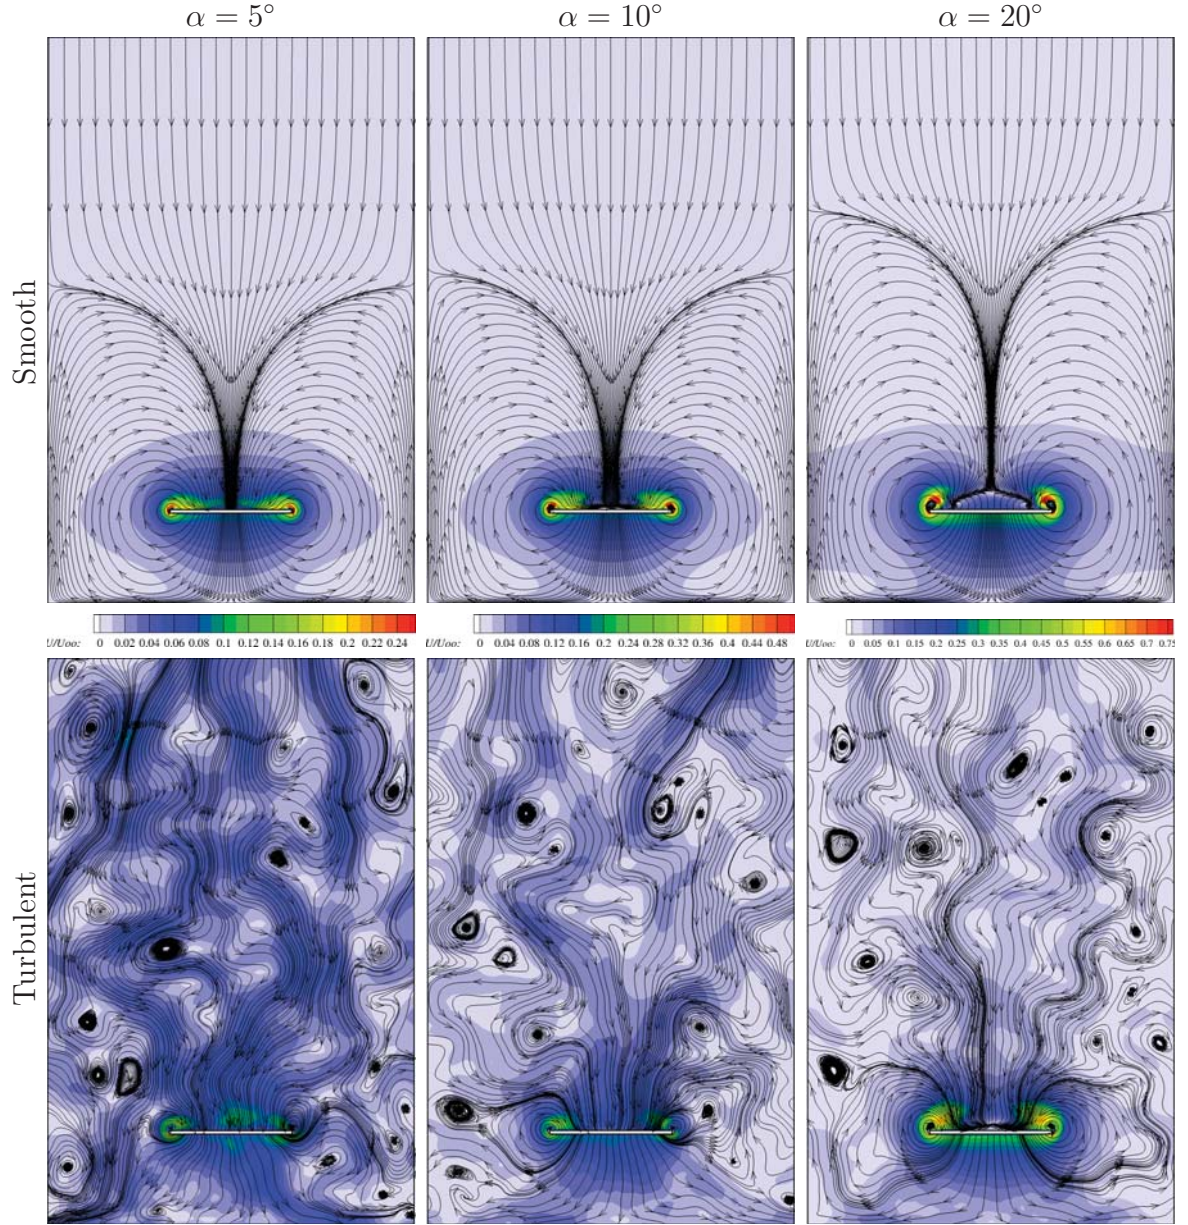 α = 5° α = 10° α = 20°
Smooth
U/Uoo: 0 0.02 0.04 0.06 0.08 0.1 0.12 0.14 0.16 0.18 0.2 0.22 0.24
U/Uoo: 0 0.04 0.08 0.12 0.16 0.2 0.24 0.28 0.32 0.36 0.4 0.44 0.48
U/Uoo: 0 0.05 0.1 0.15 0.2 0.25 0.3 0.35 0.4 0.45 0.5 0.55 0.6 0.65 0.7 0.75
Turbulent